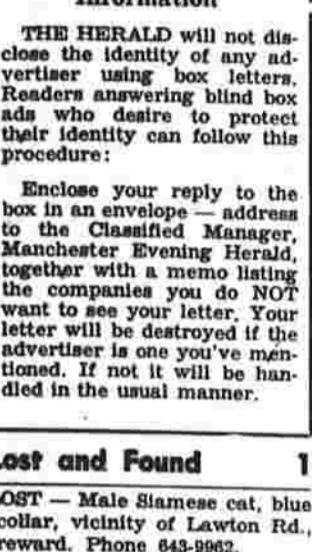 Information
THE HERALD will not dis-
close the identity of any ad-
vertiser using box letters.
Readers answering blind box
ads who desire to protect
their identity can follow this
procedure:
Enclose your reply to the
box in an envelope — address
to the Classified Manager,
Manchester Evening Herald,
together with a memo listing
the companies you do NOT
want to see your letter. Your
letter will be destroyed if the
advertiser is one you've men-
tioned. If not it will be han-
dled in the usual manner.
Lost and Found 1
LOST — Male Siamese cat, blue
collar, vicinity of Lawton Rd.,
reward. Phone 643-9962.